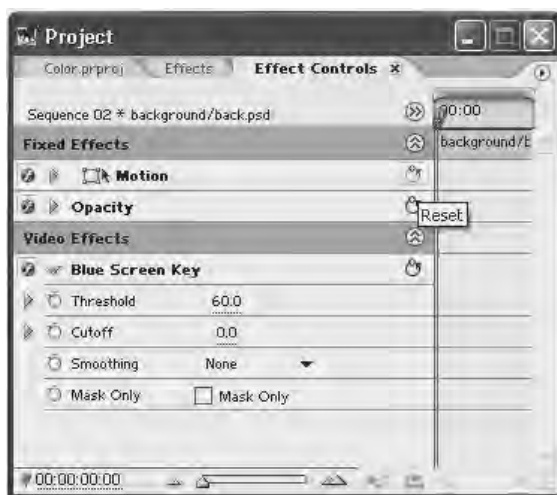 Project
Color.prproj Effects Effect Controls x
Sequence 02 * background/back.psd 00:00
Fixed Effects background/b
Motion
Opacity
Reset
Video Effects
Blue Screen Key
Threshold 60.0
Cutoff 0.0
Smoothing None
Mask Only Mask Only
00:00:00:00